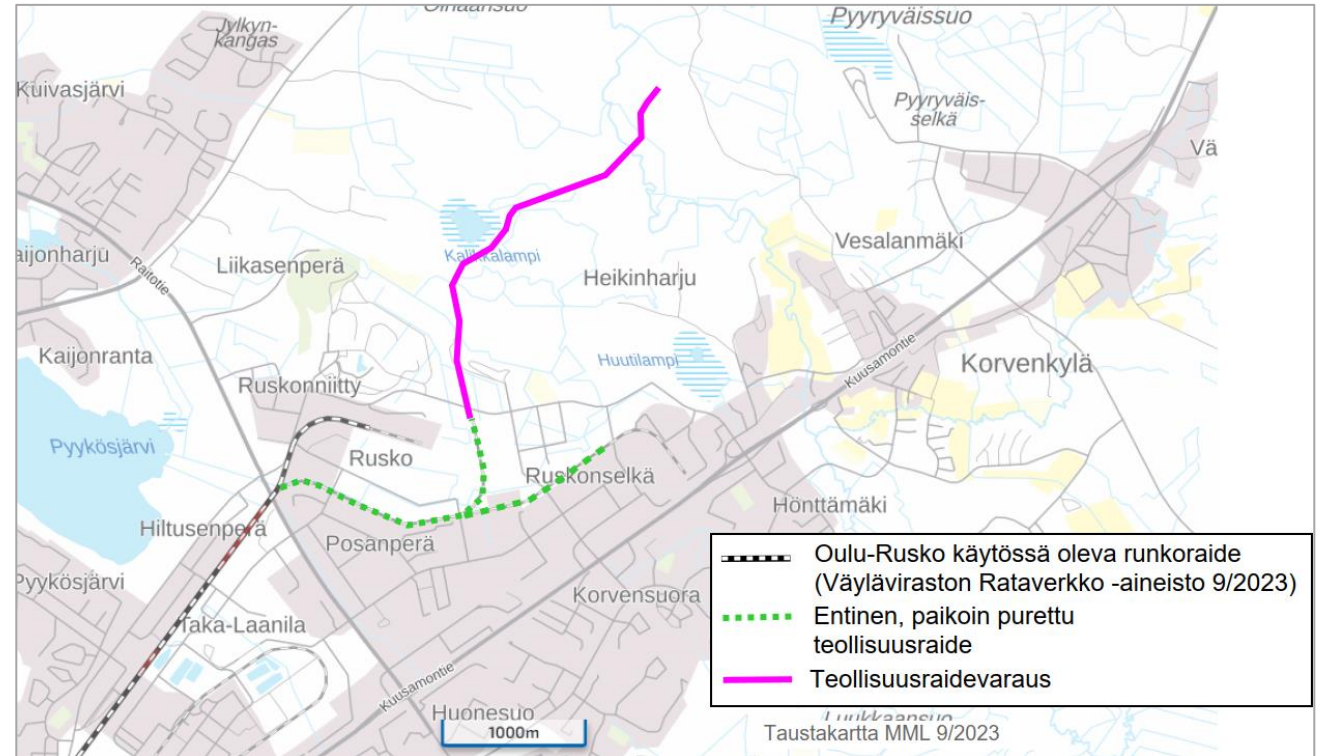 Oinaansuo
Jylkyn-
kangas
Pyyryväissuo
Kuivasjärvi
Pyyryväis-
selkä
Vä
aijonharju
Raitotie
Liikasenperä
Kalikkalampi
Heikinharju
Vesalanmäki
Kaijonranta
Ruskonniitty
Huutilampi
Kuusamontie
Korvenkylä
Pyykösjärvi
Rusko
Ruskonselkä
Hönttämäki
Hiltusenperä
Posanperä
Pyykösjärvi
Korvensuora
Taka-Laanila
Kuusamontie
Huonesuo
1000m
Oulu-Rusko käytössä oleva runkoraide
(Väyläviraston Rataverkko -aineisto 9/2023)
Entinen, paikoin purettu
teollisuusraide
Teollisuusraidevaraus
Luukkaansuo
Taustakartta MML 9/2023